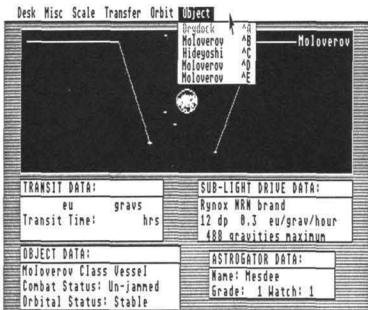 Desk Misc Scale Transfer Orbit Object
Drydock ^A
Moloverov ^B
Hideyoshi ^C
Moloverov ^D
Moloverov ^E
Moloverov
TRANSIT DATA:
eu gravs
Transit Time: hrs
SUB-LIGHT DRIVE DATA:
Rynox NRN brand
12 dp 0.3 eu/grav/hour
488 gravities maximum
OBJECT DATA:
Moloverov Class Vessel
Combat Status: Un-jammed
Orbital Status: Stable
ASTROGATOR DATA:
Name: Mesdee
Grade: 1 Watch: 1